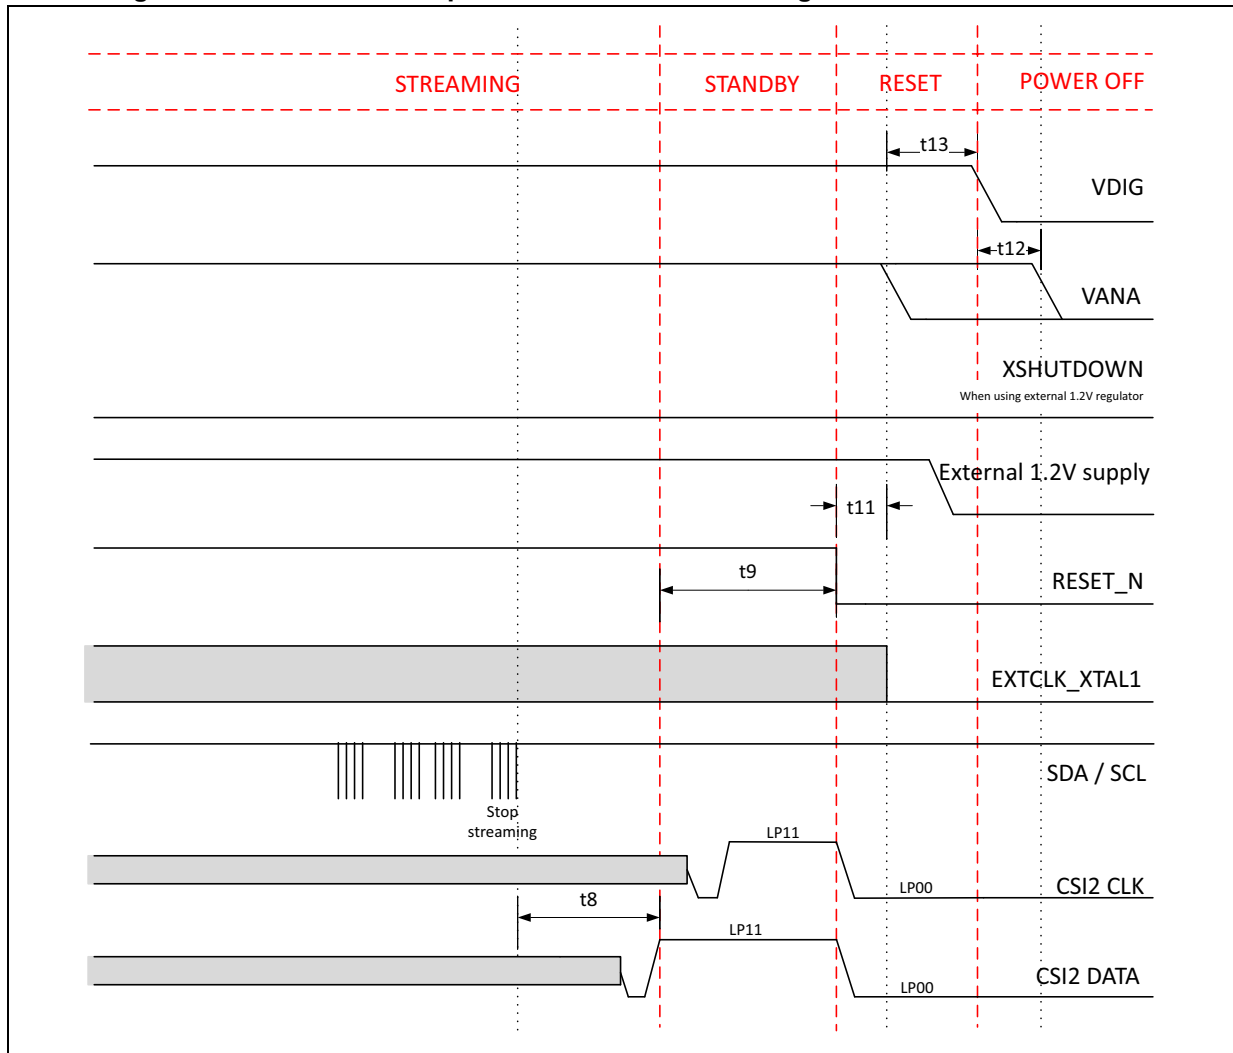 STREAMING STANDBY RESET POWER OFF
t13
VDIG
t12
VANA
XSHUTDOWN
When using external 1.2V regulator
External 1.2V supply
t11
t9
RESET_N
EXTCLK_XTAL1
SDA / SCL
Stop
streaming
LP11
t8
LP00
CSI2 CLK
LP11
CSI2 DATA
LP00